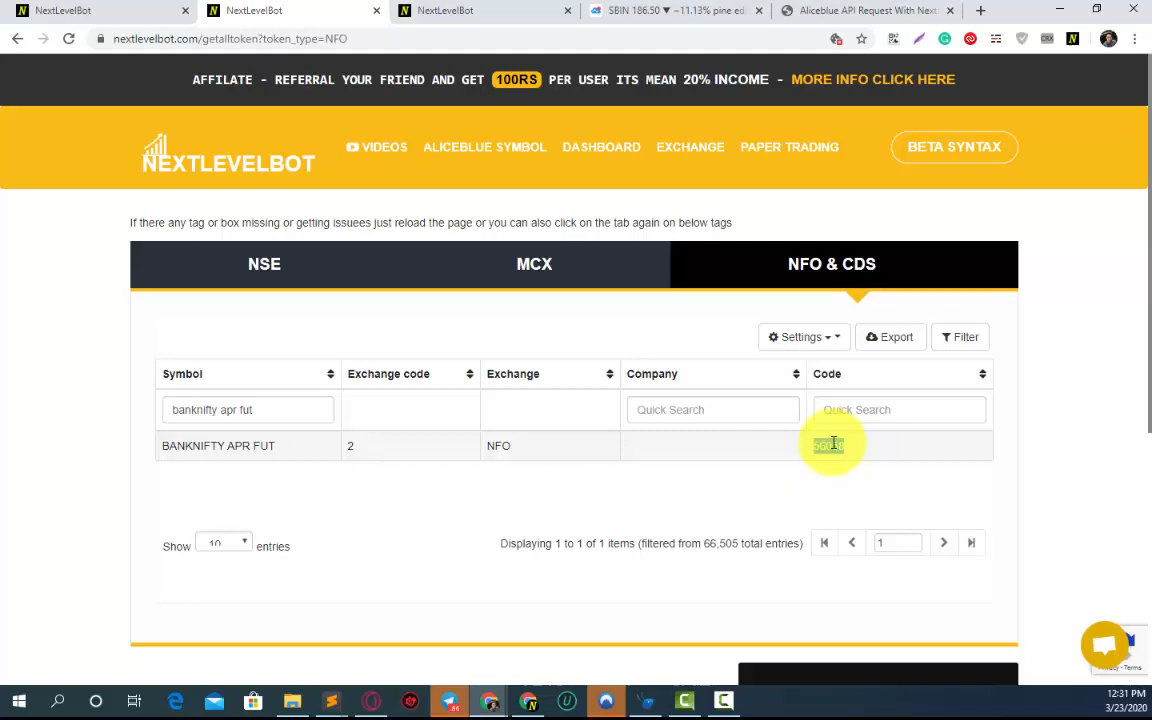 NextLevelBot
NextLevelBot
NextLevelBot
SBIN 186.50 ▼ −11.13% pine ed
Aliceblue API Request With Next
nextlevelbot.com/getalltoken?token_type=NFO
AFFILATE - REFERRAL YOUR FRIEND AND GET 100RS PER USER ITS MEAN 20% INCOME - MORE INFO CLICK HERE
NEXTLEVELBOT
VIDEOS
ALICEBLUE SYMBOL
DASHBOARD
EXCHANGE
PAPER TRADING
BETA SYNTAX
If there any tag or box missing or getting issuees just reload the page or you can also click on the tab again on below tags
NSE
MCX
NFO & CDS
Settings
Export
Filter
Symbol
Exchange code
Exchange
Company
Code
banknifty apr fut
Quick Search
Quick Search
BANKNIFTY APR FUT
2
NFO
Show 10 entries
Displaying 1 to 1 of 1 items (filtered from 66,505 total entries)
1
Privacy - Terms
12:31 PM
3/23/2020